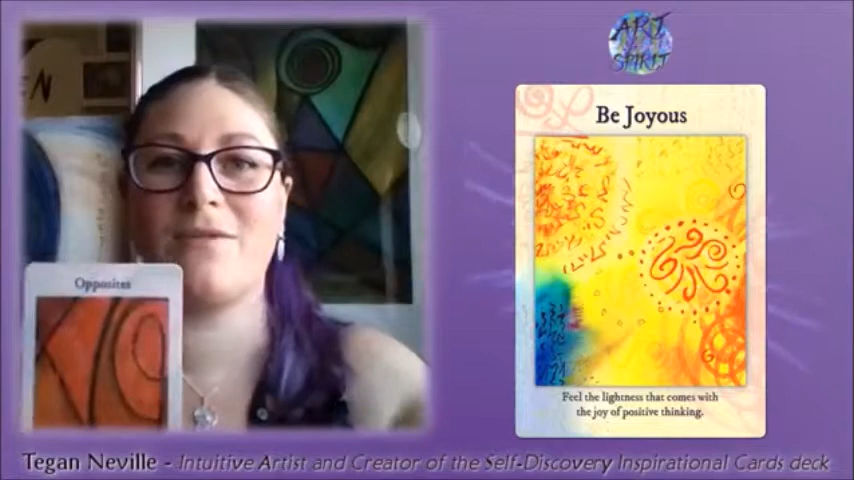 EN
Opposites
ART
SPIRIT
Be Joyous
Feel the lightness that comes with
the joy of positive thinking.
Tegan Neville - Intuitive Artist and Creator of the Self-Discovery Inspirational Cards deck